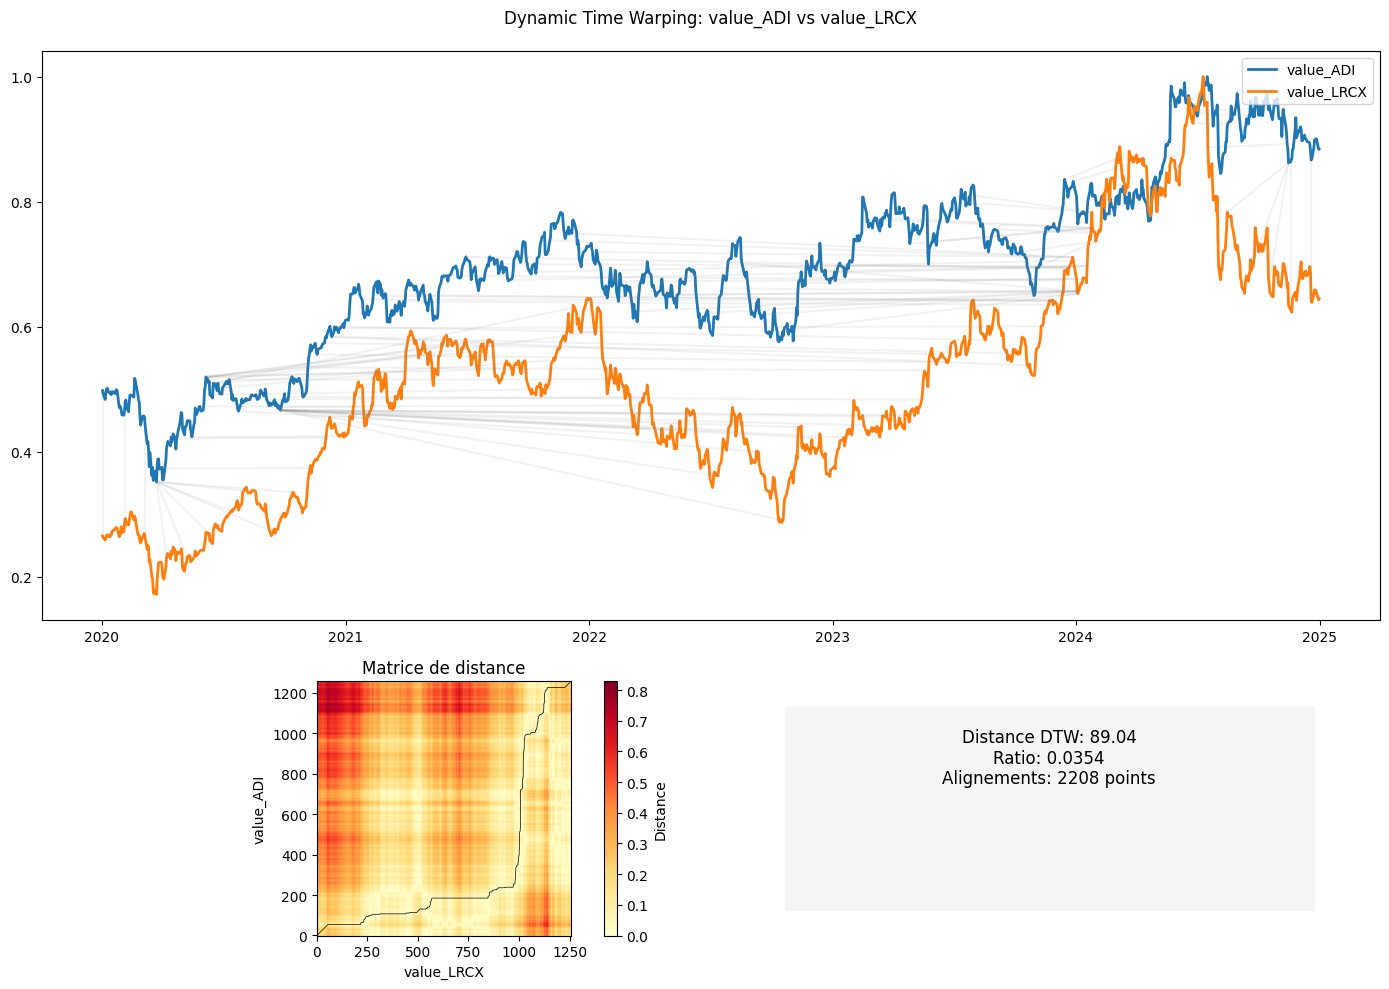 Dynamic Time Warping: value_ADI vs value_LRCX
value_ADI
value_LRCX
1.0
0.8
0.6
0.4
0.2
2020 2021 2022 2023 2024 2025
Matrice de distance
value_ADI
1200
1000
800
600
400
200
0
0 250 500 750 1000 1250
value_LRCX
0.8
0.7
0.6
0.5
0.4
0.3
0.2
0.1
0.0
Distance
Distance DTW: 89.04
Ratio: 0.0354
Alignements: 2208 points